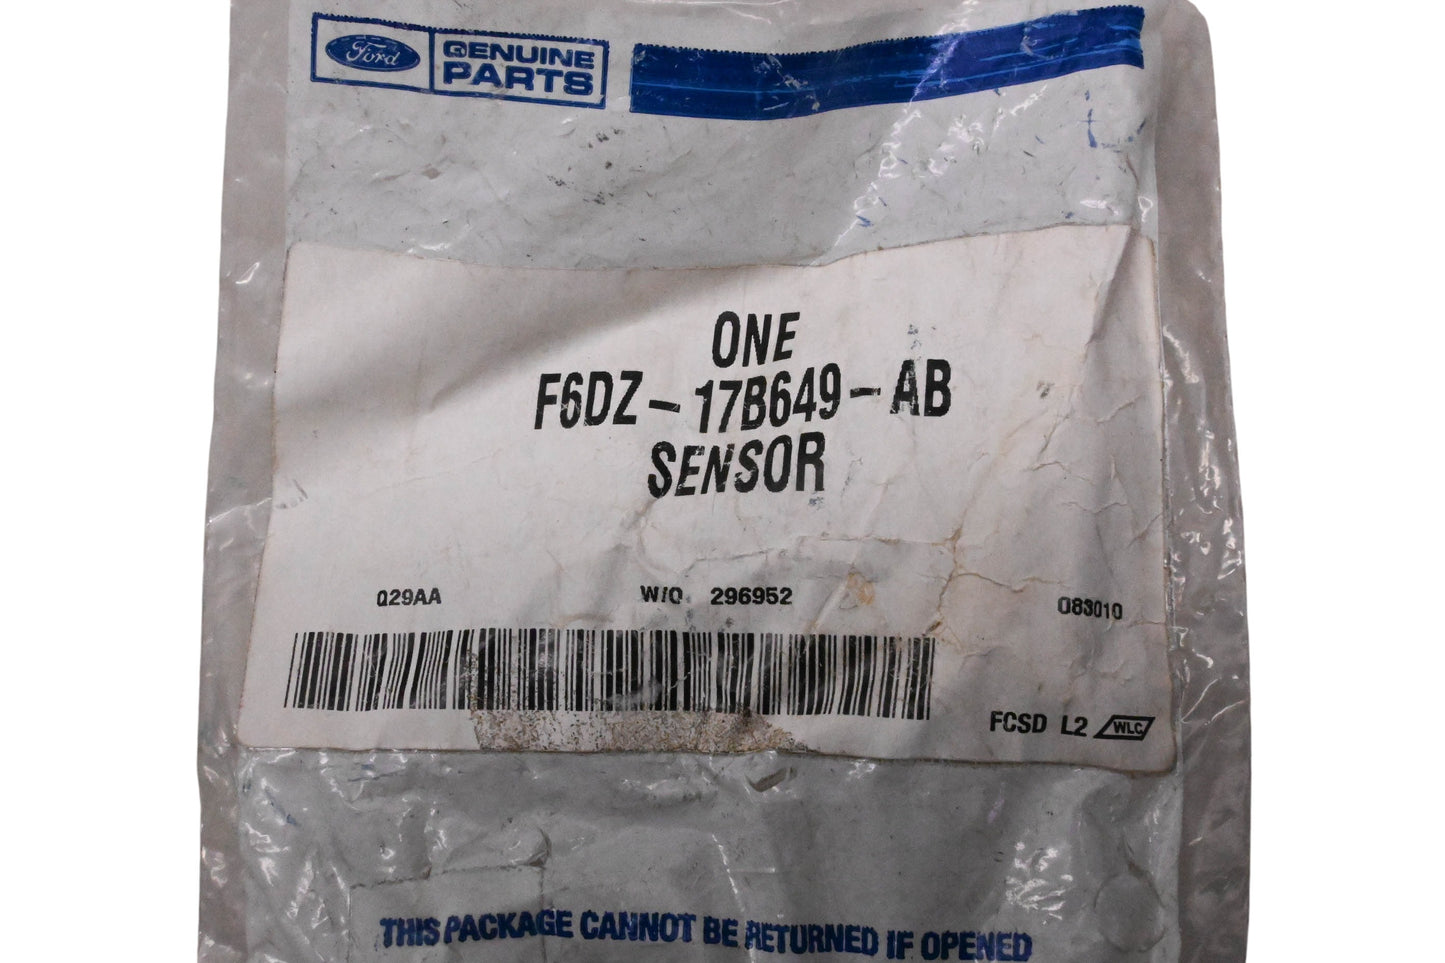 Ford GENUINE
PARTS
ONE
F6DZ-17B649-AB
SENSOR
Q29AA W/O 296952 083010
FCSD L2 WLC
THIS PACKAGE CANNOT BE RETURNED IF OPENED